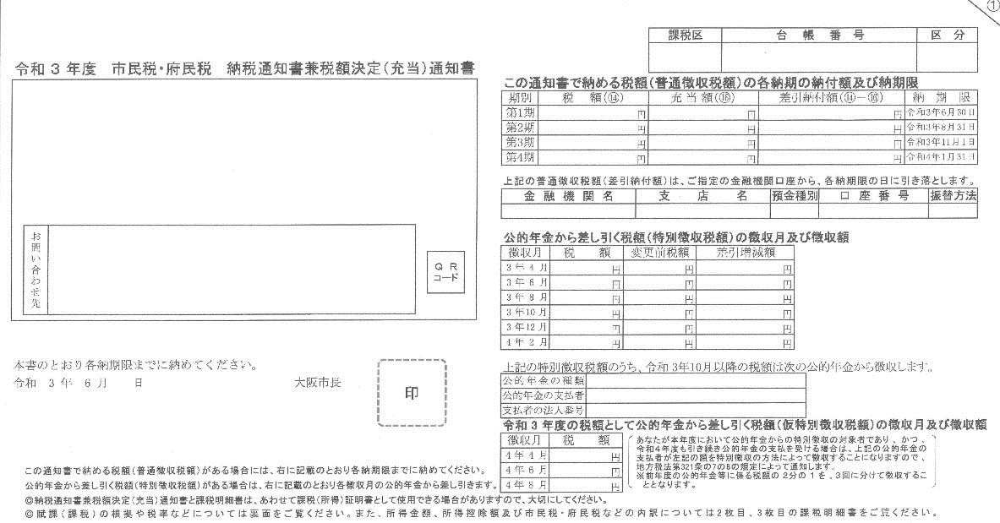 ①
課税区 台帳番号 区分
令和 3 年度 市民税・府民税 納税通知書兼税額決定(充当)通知書
お問い合わせ先
QR
コード
本書のとおり各納期限までに納めてください。
令和 3 年 6 月 日 大阪市長
印
この通知書で納める税額(普通徴収税額)の各納期の納付額及び納期限
期別 税額(⑭) 充当額(⑯) 差引納付額(⑭-⑯) 納期限
第1期 円 円 円 令和3年6月30日
第2期 円 円 円 令和3年8月31日
第3期 円 円 円 令和3年11月1日
第4期 円 円 円 令和4年1月31日
上記の普通徴収税額(差引納付額)は、ご指定の金融機関口座から、各納期限の日に引き落とします。
金融機関名 支店名 預金種別 口座番号 振替方法
公的年金から差し引く税額(特別徴収税額)の徴収月及び徴収額
徴収月 税額 変更前税額 差引増減額
3 年 4 月 円 円 円
3 年 6 月 円 円 円
3 年 8 月 円 円 円
3 年10 月 円 円 円
3 年12 月 円 円 円
4 年 2 月 円 円 円
上記の特別徴収税額のうち、令和 3年10月以降の税額は次の公的年金から徴収します。
公的年金の種類
公的年金の支払者
支払者の法人番号
令和 3 年度の税額として公的年金から差し引く税額(仮特別徴収税額)の徴収月及び徴収額
徴収月 税額
4 年 4 月 円
4 年 6 月 円
4 年 8 月 円
あなたが本年度において公的年金からの特別徴収の対象者であり、かつ、
令和4年度も引き続き公的年金の支払を受ける場合は、上記の公的年金の
支払者が左記の額を特別徴収の方法によって徴収することになりますので、
地方税法第321条の7の8の規定によって通知します。
※前年度の公的年金等に係る税額の2分の1を、3回に分けて徴収するこ
ととなります。
この通知書で納める税額(普通徴収税額)がある場合には、右に記載のとおり各納期限までに納めてください。
公的年金から差し引く税額(特別徴収税額)がある場合は、右に記載のとおり各徴収月の公的年金から差し引きます。
◎納税通知書兼税額決定(充当)通知書と課税明細書は、あわせて課税(所得)証明書として使用できる場合がありますので、大切にしてください。
◎賦課(課税)の根拠や税率などについては裏面をご覧ください。また、所得金額、所得控除額及び市民税・府民税などの内訳については2枚目、3枚目の課税明細書をご覧ください。